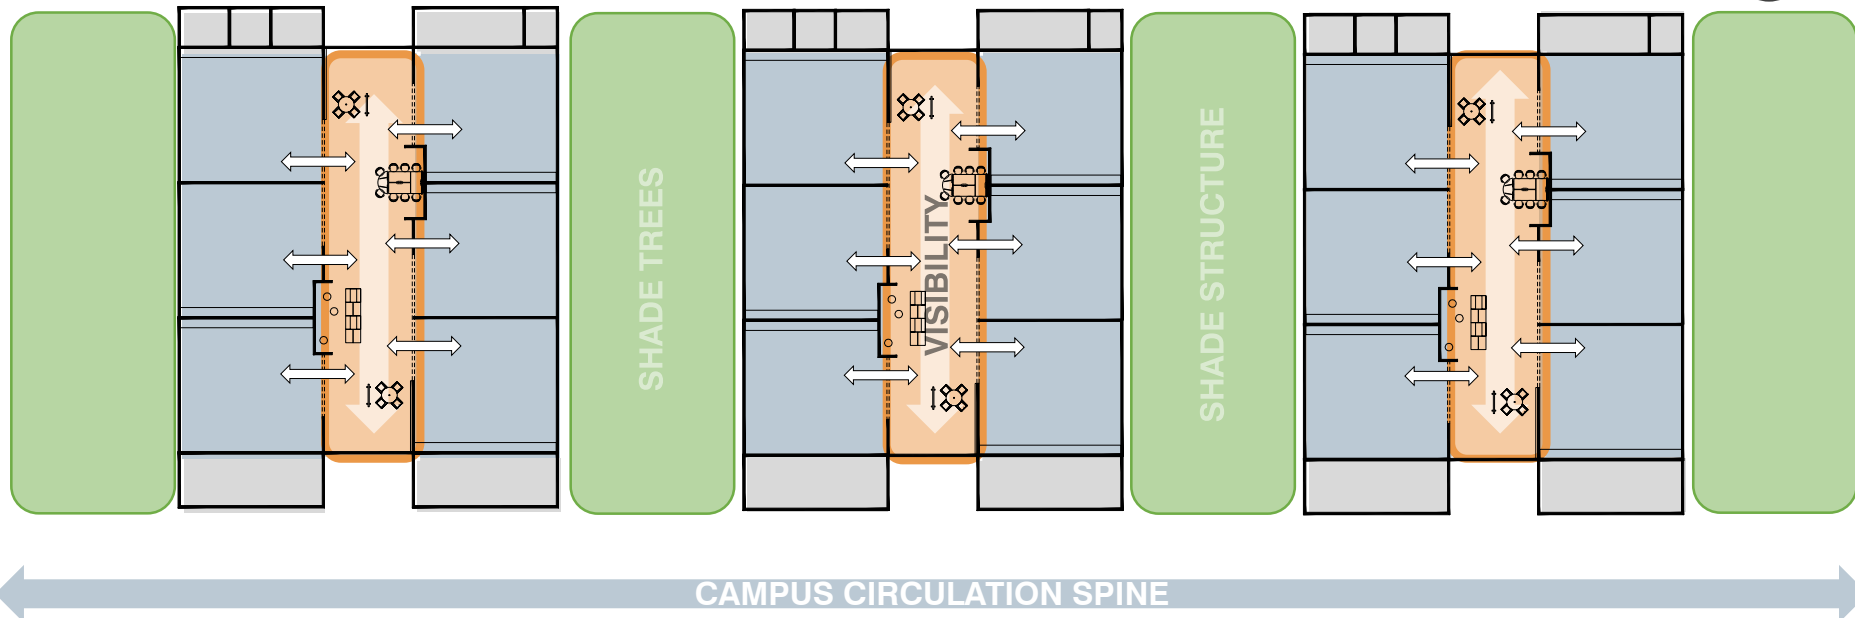 SHADE TREES
VISIBILITY
SHADE STRUCTURE
CAMPUS CIRCULATION SPINE